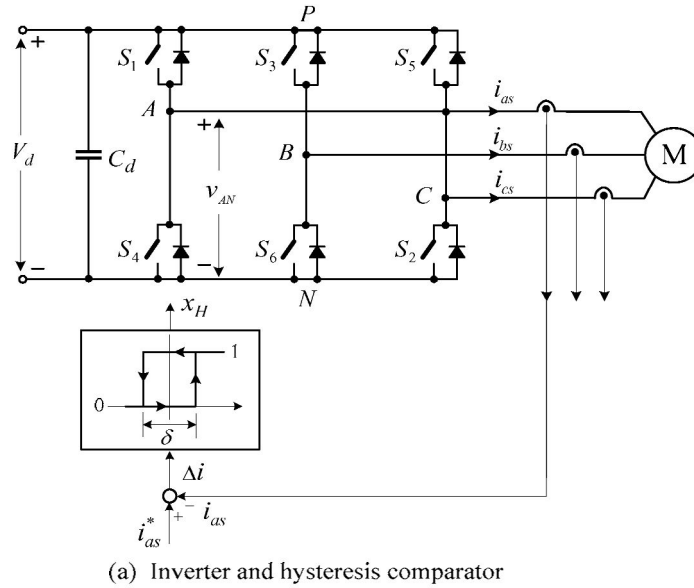 P
+
S1
S3
S5
A
ias
+
Vd
Cd
vAN
B
ibs
M
C
ics
S4
S6
S2
−
−
N
xH
1
0
δ
Δi
+
−
ias
i*as
(a) Inverter and hysteresis comparator